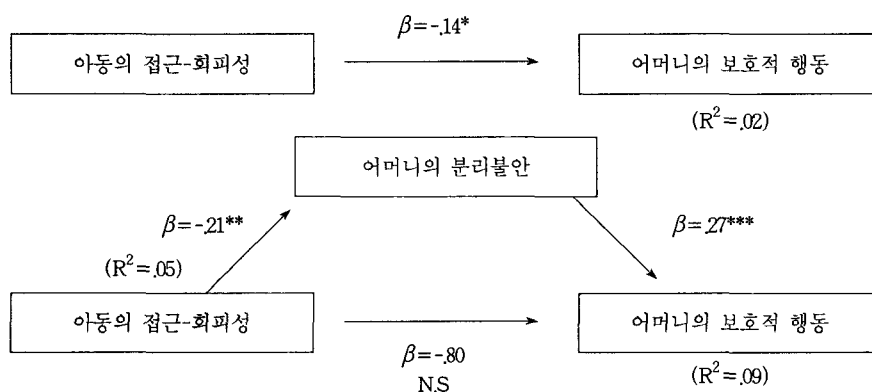 β=-.14*
아동의 접근-회피성
어머니의 보호적 행동
(R²=.02)
어머니의 분리불안
β=-.21**
β=.27***
(R²=.05)
아동의 접근-회피성
어머니의 보호적 행동
β=-.80
N.S
(R²=.09)